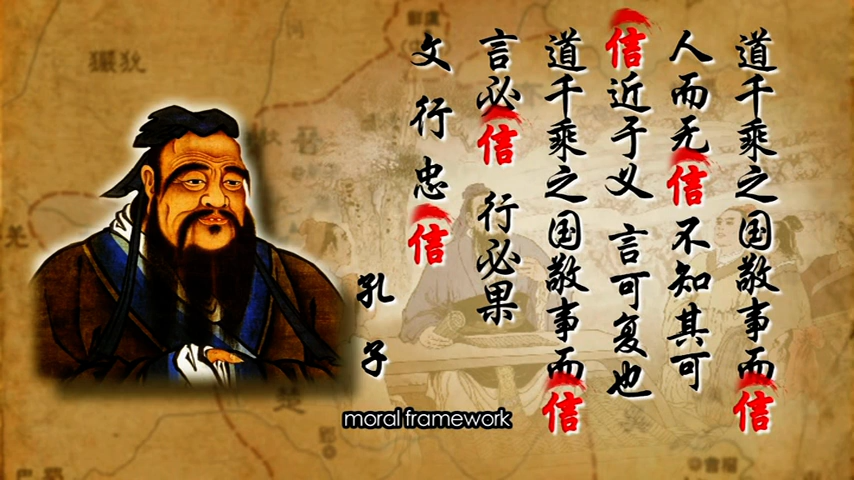 道千乘之国敬事而信
人而无信 不知其可
信近于义 言可复也
道千乘之国敬事而信
言必信 行必果
文行忠信
孔子
楚
moral framework